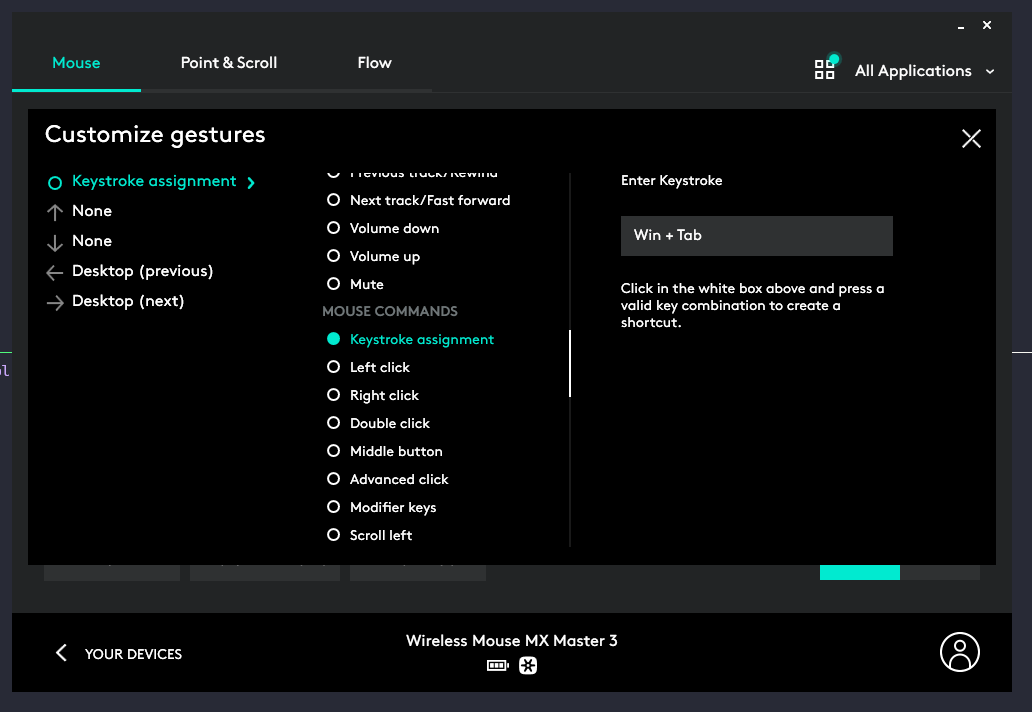 Mouse
Point & Scroll
Flow
All Applications
Customize gestures
Keystroke assignment
None
None
Desktop (previous)
Desktop (next)
Previous track/Rewind
Next track/Fast forward
Volume down
Volume up
Mute
MOUSE COMMANDS
Keystroke assignment
Left click
Right click
Double click
Middle button
Advanced click
Modifier keys
Scroll left
Enter Keystroke
Win + Tab
Click in the white box above and press a
valid key combination to create a
shortcut.
YOUR DEVICES
Wireless Mouse MX Master 3